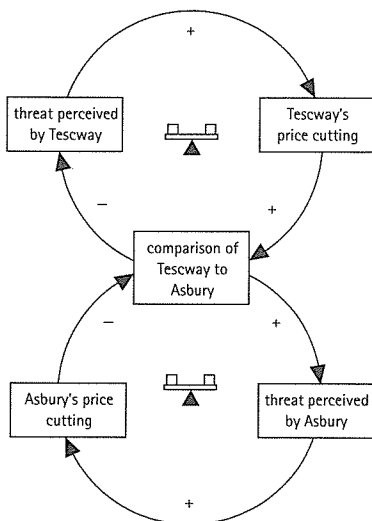 +
threat perceived
by Tescway
Tescway's
price cutting
−
+
comparison of
Tescway to
Asbury
−
+
Asbury's price
cutting
threat perceived
by Asbury
+